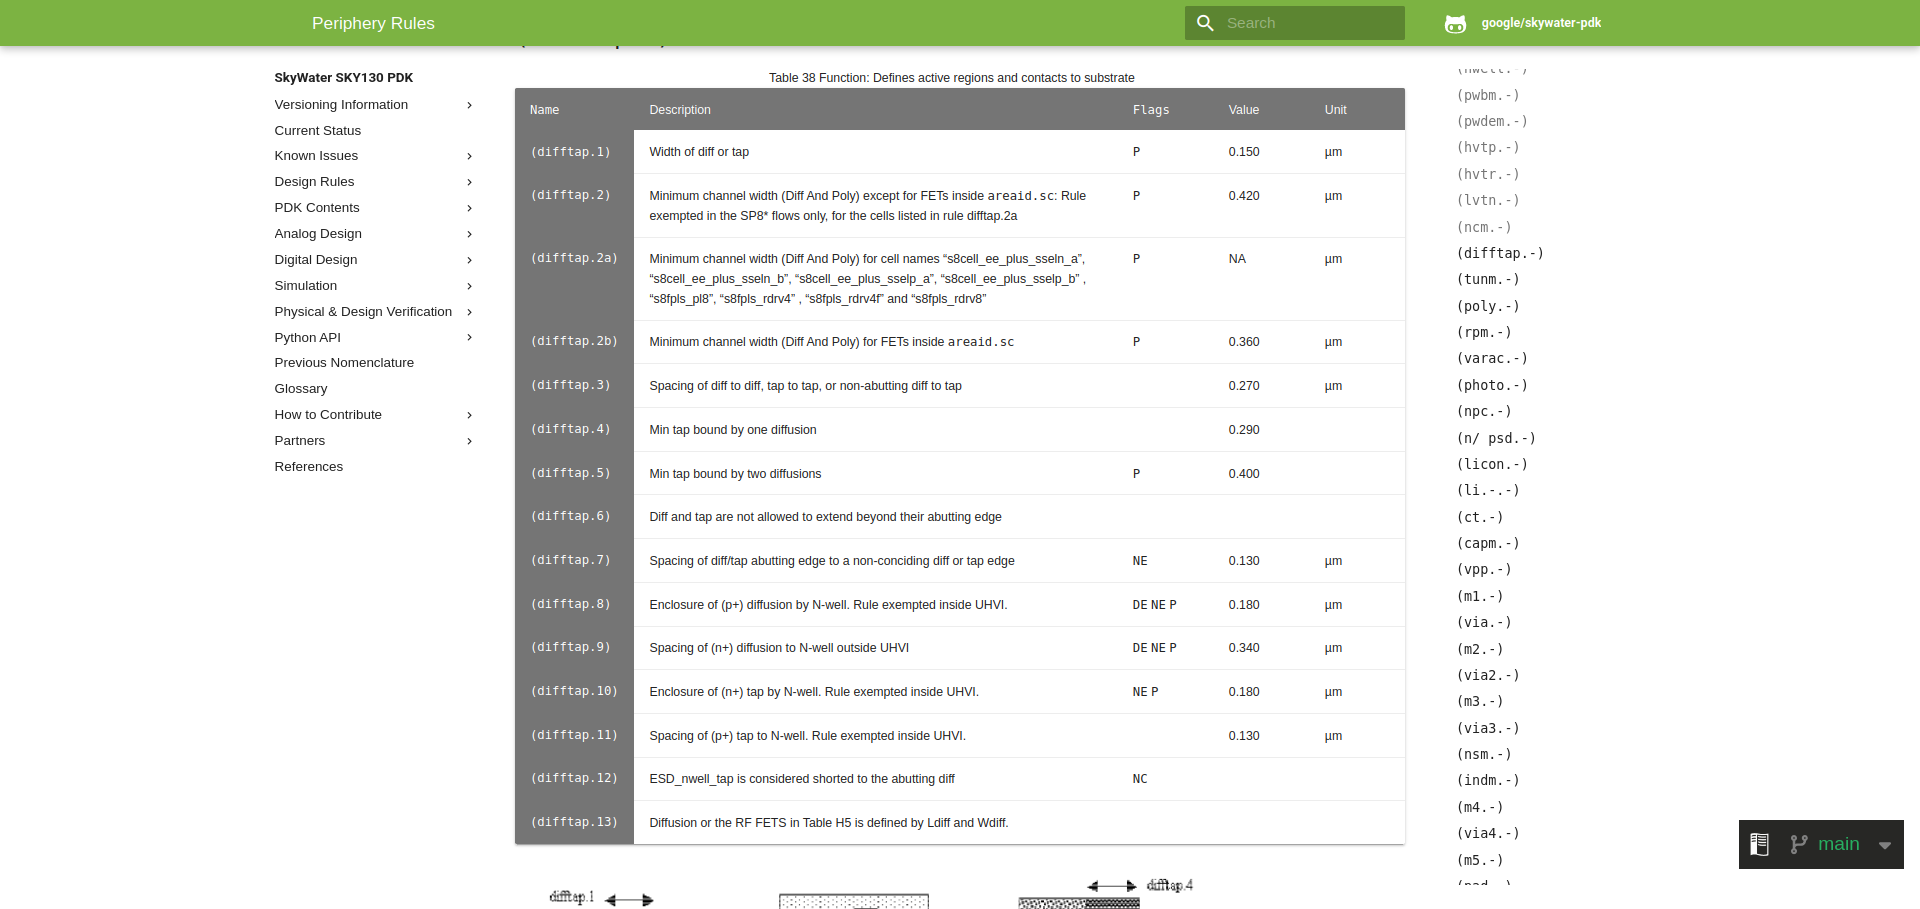 Periphery Rules
Search
google/skywater-pdk
SkyWater SKY130 PDK
Versioning Information
Current Status
Known Issues
Design Rules
PDK Contents
Analog Design
Digital Design
Simulation
Physical & Design Verification
Python API
Previous Nomenclature
Glossary
How to Contribute
Partners
References
Table 38 Function: Defines active regions and contacts to substrate
Name Description Flags Value Unit
(difftap.1) Width of diff or tap P 0.150 µm
(difftap.2) Minimum channel width (Diff And Poly) except for FETs inside areaid.sc: Rule P 0.420 µm
exempted in the SP8* flows only, for the cells listed in rule difftap.2a
(difftap.2a) Minimum channel width (Diff And Poly) for cell names “s8cell_ee_plus_sseln_a”, P NA µm
“s8cell_ee_plus_sseln_b”, “s8cell_ee_plus_sselp_a”, “s8cell_ee_plus_sselp_b” ,
“s8fpls_pl8”, “s8fpls_rdrv4” , “s8fpls_rdrv4f” and “s8fpls_rdrv8”
(difftap.2b) Minimum channel width (Diff And Poly) for FETs inside areaid.sc P 0.360 µm
(difftap.3) Spacing of diff to diff, tap to tap, or non-abutting diff to tap 0.270 µm
(difftap.4) Min tap bound by one diffusion 0.290
(difftap.5) Min tap bound by two diffusions P 0.400
(difftap.6) Diff and tap are not allowed to extend beyond their abutting edge
(difftap.7) Spacing of diff/tap abutting edge to a non-conciding diff or tap edge NE 0.130 µm
(difftap.8) Enclosure of (p+) diffusion by N-well. Rule exempted inside UHVI. DE NE P 0.180 µm
(difftap.9) Spacing of (n+) diffusion to N-well outside UHVI DE NE P 0.340 µm
(difftap.10) Enclosure of (n+) tap by N-well. Rule exempted inside UHVI. NE P 0.180 µm
(difftap.11) Spacing of (p+) tap to N-well. Rule exempted inside UHVI. 0.130 µm
(difftap.12) ESD_nwell_tap is considered shorted to the abutting diff NC
(difftap.13) Diffusion or the RF FETS in Table H5 is defined by Ldiff and Wdiff.
difftap.1
difftap.4
(nwell.-)
(pwbm.-)
(pwdem.-)
(hvtp.-)
(hvtr.-)
(lvtn.-)
(ncm.-)
(difftap.-)
(tunm.-)
(poly.-)
(rpm.-)
(varac.-)
(photo.-)
(npc.-)
(n/ psd.-)
(licon.-)
(li.-.-)
(ct.-)
(capm.-)
(vpp.-)
(m1.-)
(via.-)
(m2.-)
(via2.-)
(m3.-)
(via3.-)
(nsm.-)
(indm.-)
(m4.-)
(via4.-)
(m5.-)
main